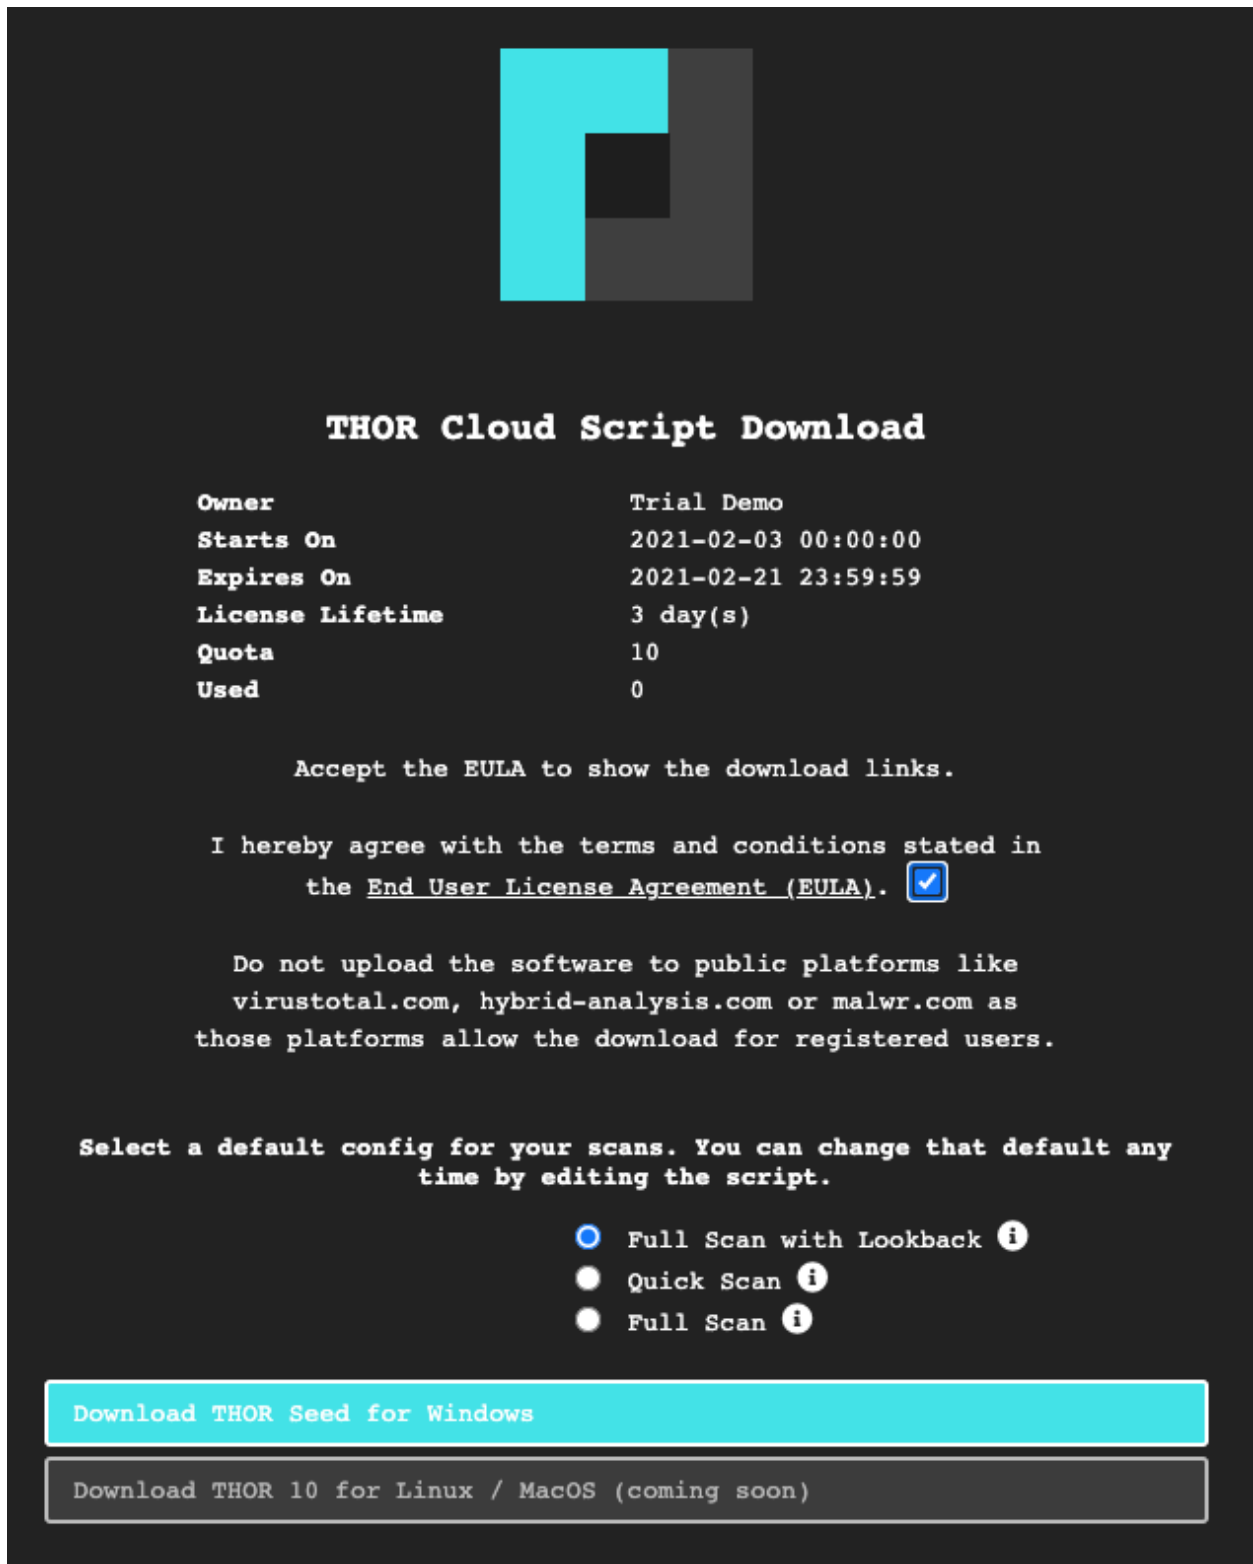 THOR Cloud Script Download
Owner Trial Demo
Starts On 2021-02-03 00:00:00
Expires On 2021-02-21 23:59:59
License Lifetime 3 day(s)
Quota 10
Used 0
Accept the EULA to show the download links.
I hereby agree with the terms and conditions stated in
the End User License Agreement (EULA).
Do not upload the software to public platforms like
virustotal.com, hybrid-analysis.com or malwr.com as
those platforms allow the download for registered users.
Select a default config for your scans. You can change that default any
time by editing the script.
Full Scan with Lookback
Quick Scan
Full Scan
Download THOR Seed for Windows
Download THOR 10 for Linux / MacOS (coming soon)